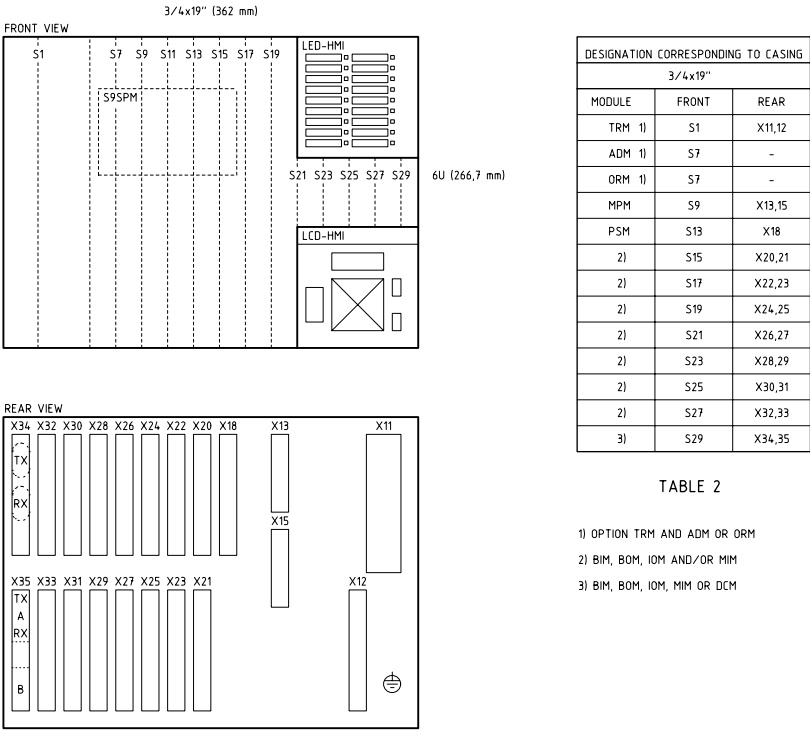 3/4x19" (362 mm)
FRONT VIEW
S1 S7 S9 S11 S13 S15 S17 S19
LED-HMI
S9SPM
S21 S23 S25 S27 S29
6U (266,7 mm)
LCD-HMI
REAR VIEW
X34 X32 X30 X28 X26 X24 X22 X20 X18 X13 X11
TX
RX
X15
X35 X33 X31 X29 X27 X25 X23 X21 X12
TX
A
RX
B
DESIGNATION CORRESPONDING TO CASING
3/4x19"
MODULE FRONT REAR
TRM 1) S1 X11,12
ADM 1) S7 -
ORM 1) S7 -
MPM S9 X13,15
PSM S13 X18
2) S15 X20,21
2) S17 X22,23
2) S19 X24,25
2) S21 X26,27
2) S23 X28,29
2) S25 X30,31
2) S27 X32,33
3) S29 X34,35
TABLE 2
1) OPTION TRM AND ADM OR ORM
2) BIM, BOM, IOM AND/OR MIM
3) BIM, BOM, IOM, MIM OR DCM